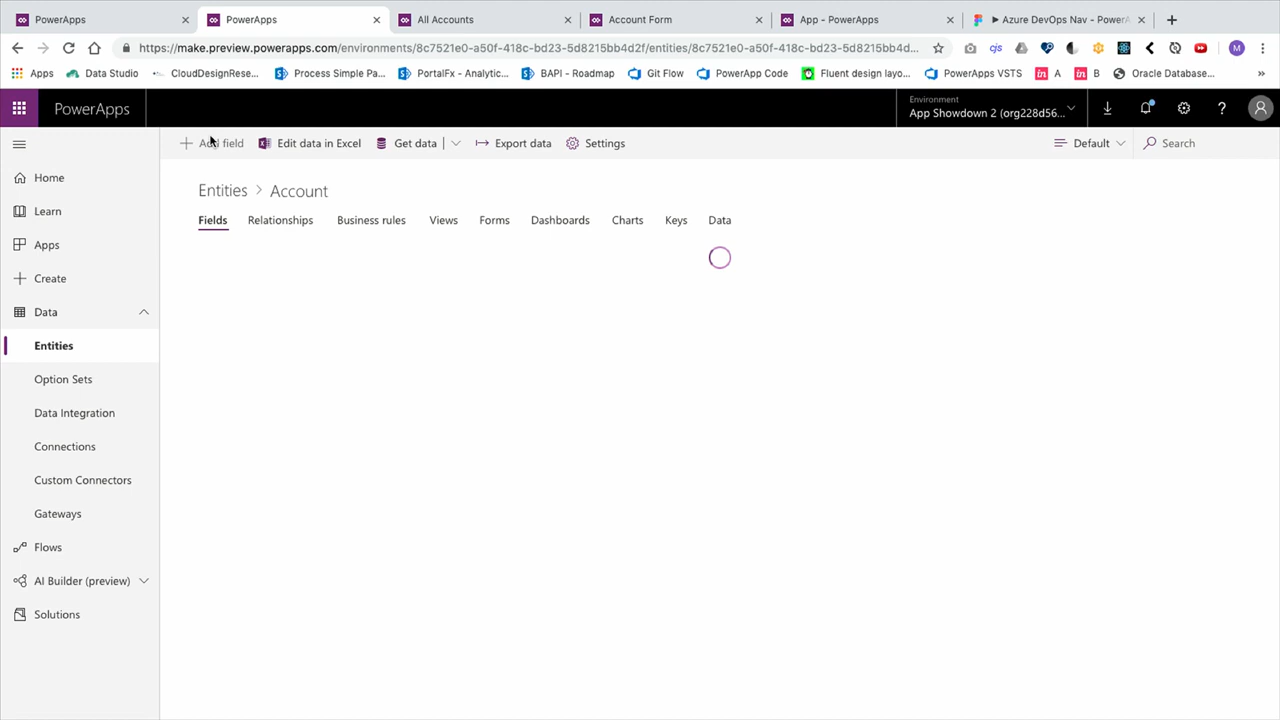 PowerApps
PowerApps
All Accounts
Account Form
App - PowerApps
Azure DevOps Nav - PowerA
https://make.preview.powerapps.com/environments/8c7521e0-a50f-418c-bd23-5d8215bb4d2f/entities/8c7521e0-a50f-418c-bd23-5d8215bb4d...
Apps
Data Studio
CloudDesignRese...
Process Simple Pa...
PortalFx - Analytic...
BAPI - Roadmap
Git Flow
PowerApp Code
Fluent design layo...
PowerApps VSTS
in A
in B
Oracle Database...
»
PowerApps
Environment
App Showdown 2 (org228d56...
Add field
Edit data in Excel
Get data
Export data
Settings
Default
Search
Home
Learn
Apps
Create
Data
Entities
Option Sets
Data Integration
Connections
Custom Connectors
Gateways
Flows
AI Builder (preview)
Solutions
Entities > Account
Fields Relationships Business rules Views Forms Dashboards Charts Keys Data